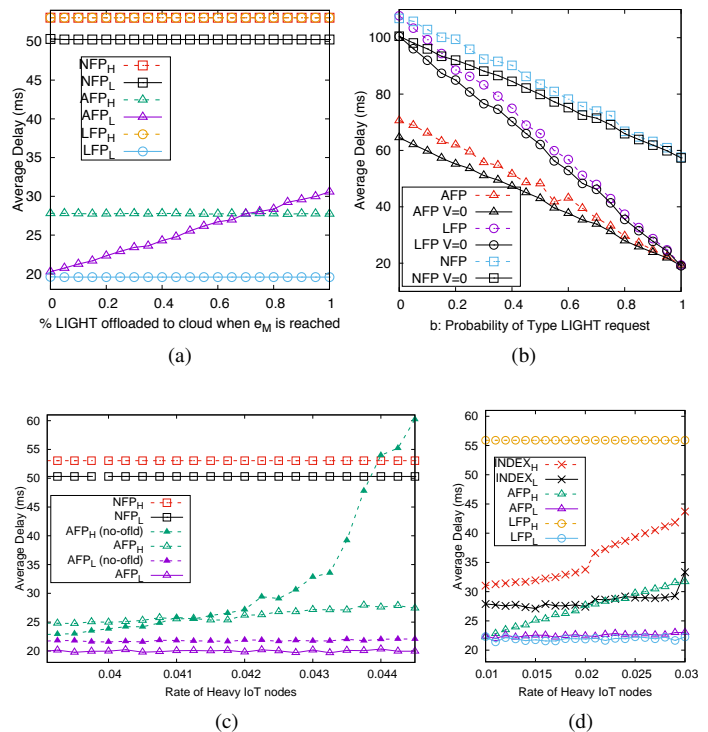 50
40
30
20
0
0.2
0.4
0.6
0.8
1
Average Delay (ms)
NFP_H
NFP_L
AFP_H
AFP_L
LFP_H
LFP_L
% LIGHT offloaded to cloud when e_M is reached
(a)
100
80
60
40
20
0
0.2
0.4
0.6
0.8
1
Average Delay (ms)
AFP
AFP V=0
LFP
LFP V=0
NFP
NFP V=0
b: Probability of Type LIGHT request
(b)
60
55
50
45
40
35
30
25
20
0.04
0.041
0.042
0.043
0.044
Average Delay (ms)
NFP_H
NFP_L
AFP_H (no-ofld)
AFP_H
AFP_L (no-ofld)
AFP_L
Rate of Heavy IoT nodes
(c)
60
55
50
45
40
35
30
25
20
0.01
0.015
0.02
0.025
0.03
Average Delay (ms)
INDEX_H
INDEX_L
AFP_H
AFP_L
LFP_H
LFP_L
Rate of Heavy IoT nodes
(d)